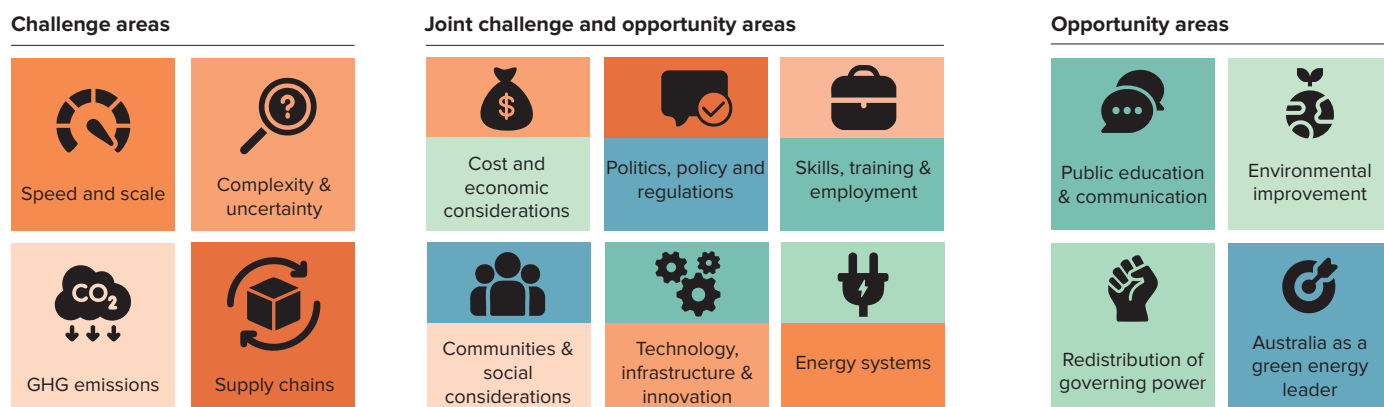 Challenge areas
Speed and scale
?
Complexity &
uncertainty
CO2
GHG emissions
Supply chains
Joint challenge and opportunity areas
$
Cost and
economic
considerations
Politics, policy and
regulations
Skills, training &
employment
Communities &
social
considerations
Technology,
infrastructure &
innovation
Energy systems
Opportunity areas
Public education
& communication
Environmental
improvement
Redistribution of
governing power
Australia as a
green energy
leader